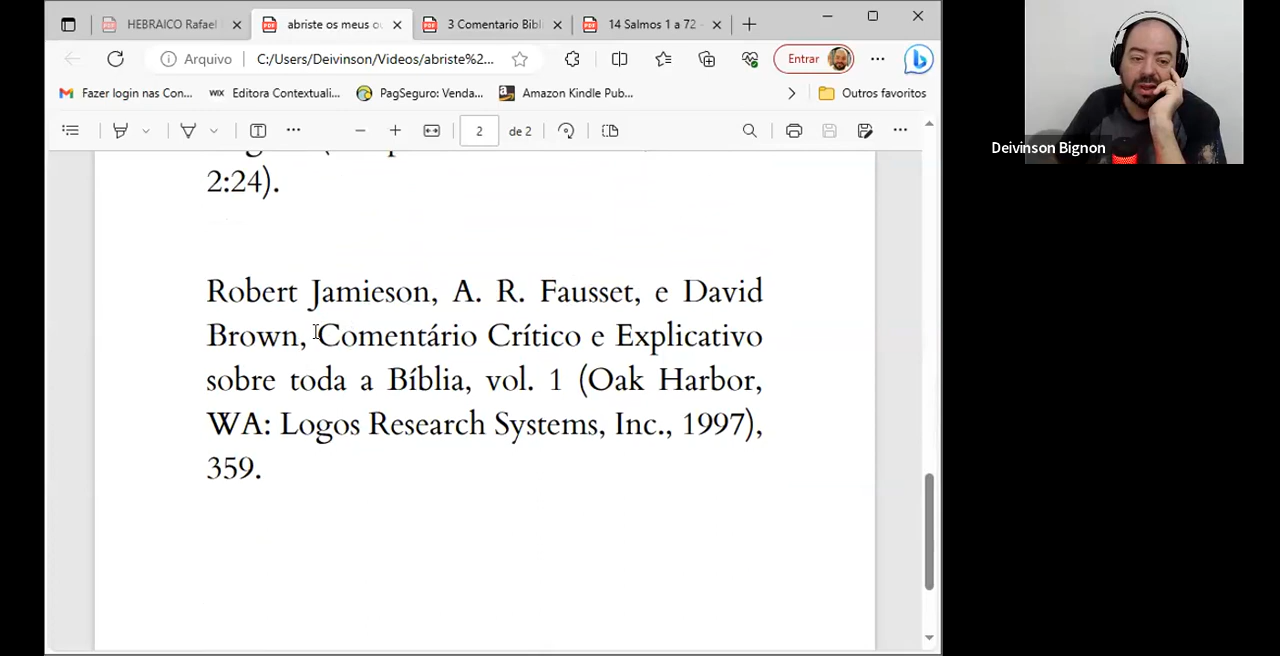 HEBRAICO Rafael
abriste os meus ou
3 Comentario Bibl
14 Salmos 1 a 72 -
Arquivo
C:/Users/Deivinson/Videos/abriste%2...
Entrar
Fazer login nas Con...
WIX Editora Contextuali...
PagSeguro: Venda...
Amazon Kindle Pub...
Outros favoritos
2 de 2
2:24).
Robert Jamieson, A. R. Fausset, e David
Brown, Comentário Crítico e Explicativo
sobre toda a Bíblia, vol. 1 (Oak Harbor,
WA: Logos Research Systems, Inc., 1997),
359.
Deivinson Bignon